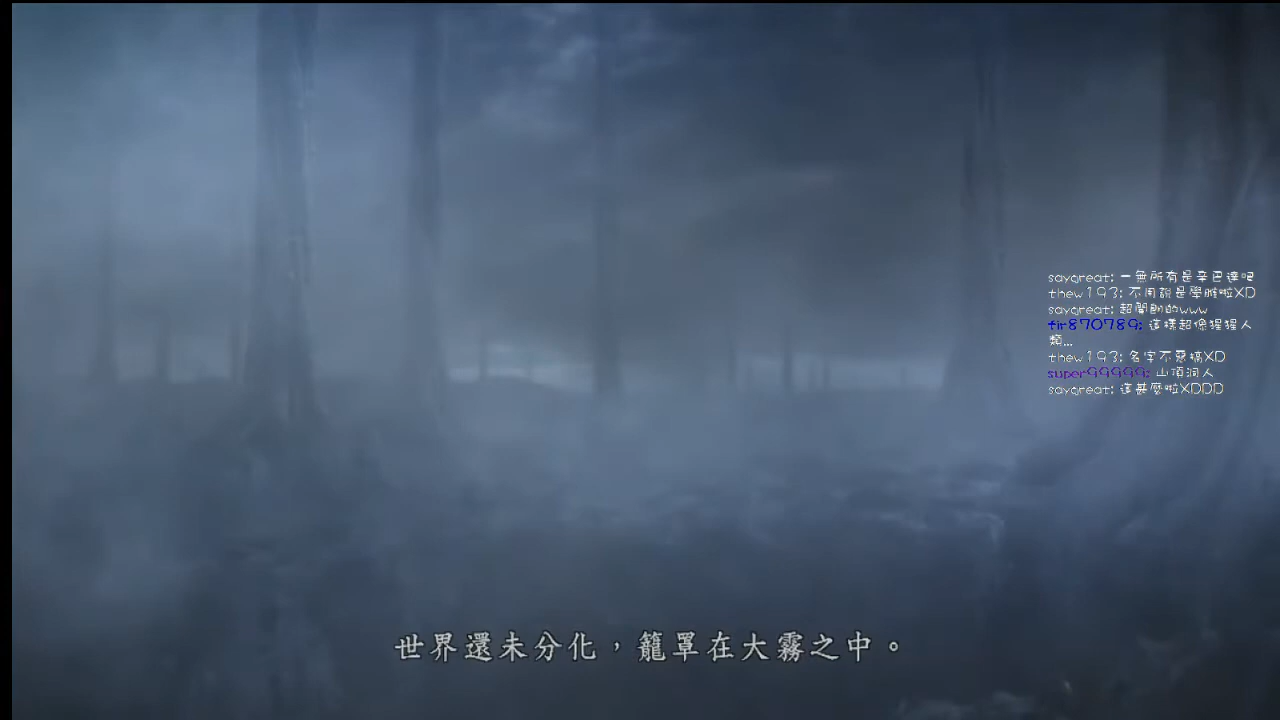 saygreat: 一無所有是辛巴達吧
thew193: 不用說是學雕啦XD
saygreat: 超閹割的www
fir870789: 這樣超像猩猩人
類...
thew193: 名字不要搞XD
super99999: 山頂洞人
saygreat: 這甚麼啦XDDD
世界還未分化，籠罩在大霧之中。